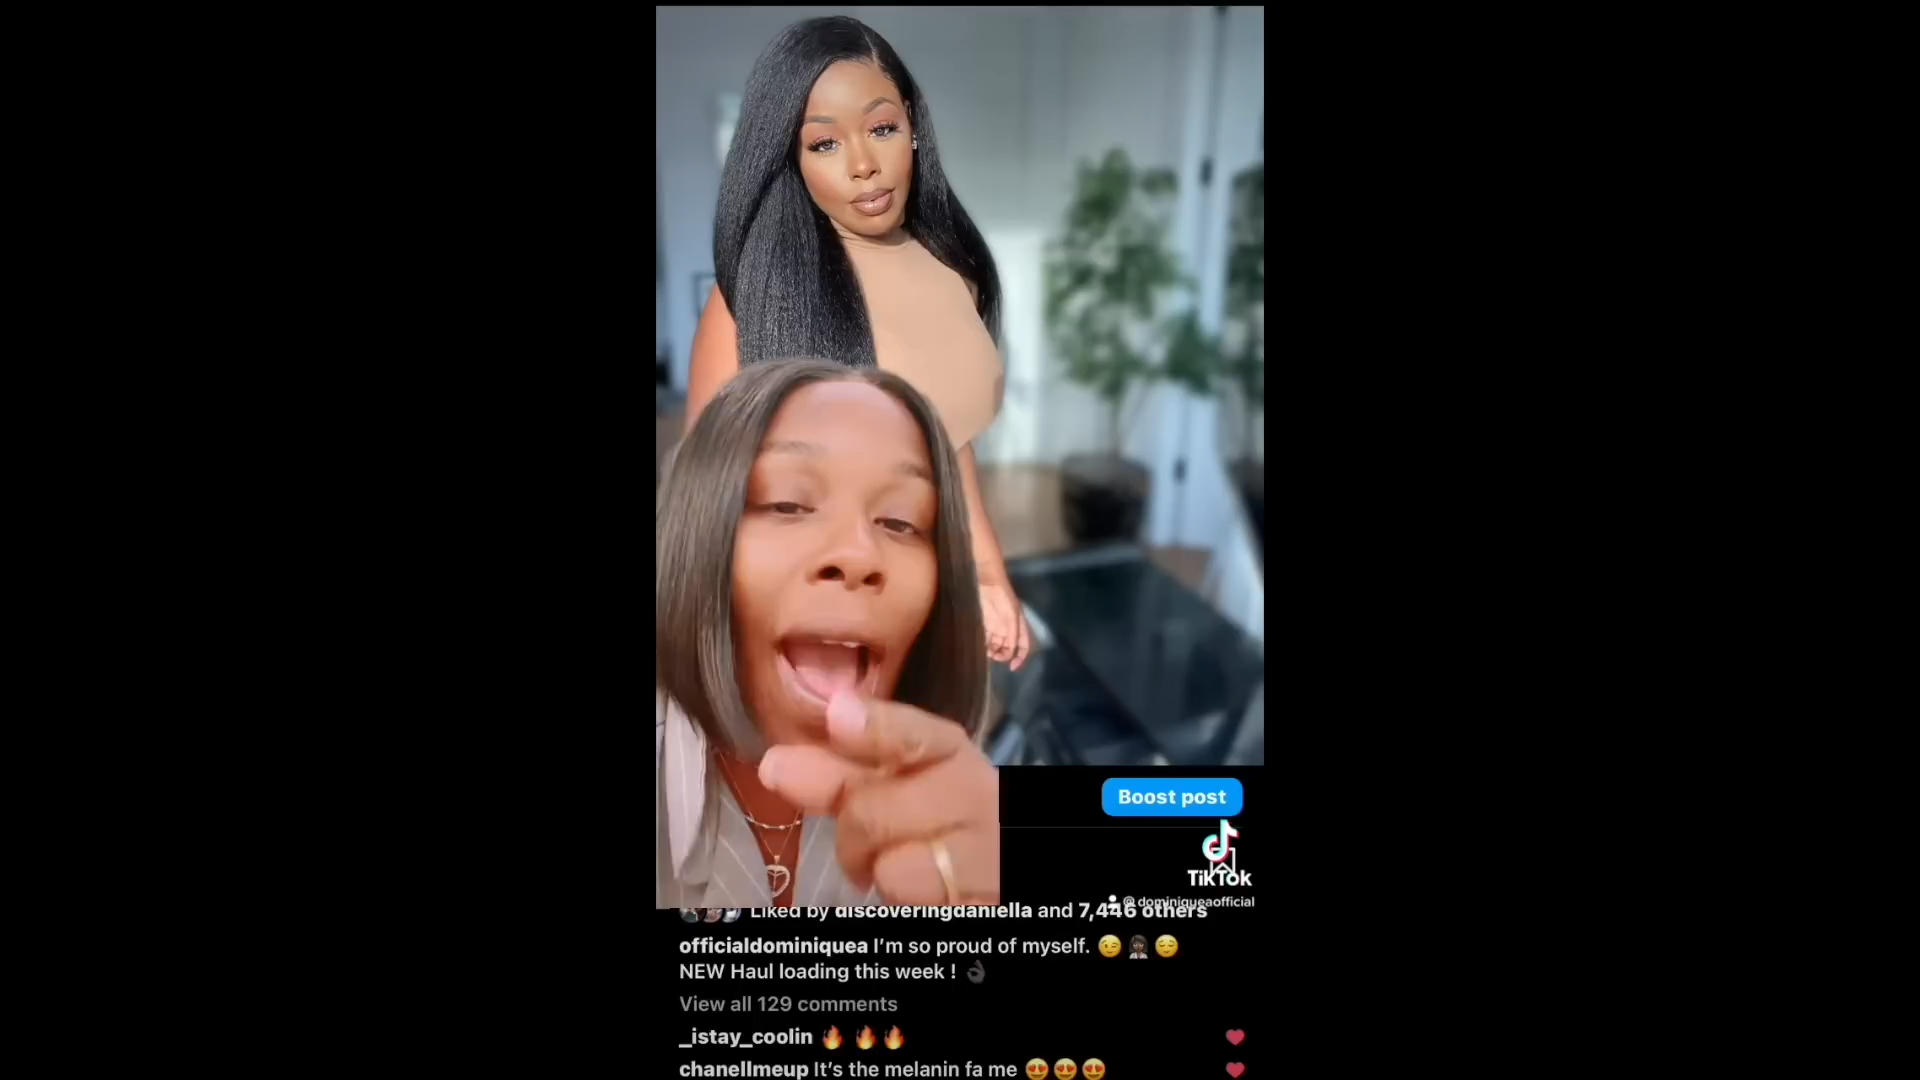 Boost post
TikTok
@dominiqueaofficial
Liked by discoveringdaniella and 7,446 others
officialdominiquea I’m so proud of myself. 😉 👩🏿‍💼 😌
NEW Haul loading this week ! 👌🏿
View all 129 comments
_istay_coolin 🔥 🔥 🔥
chanellmeup It’s the melanin fa me 😍 😍 😍